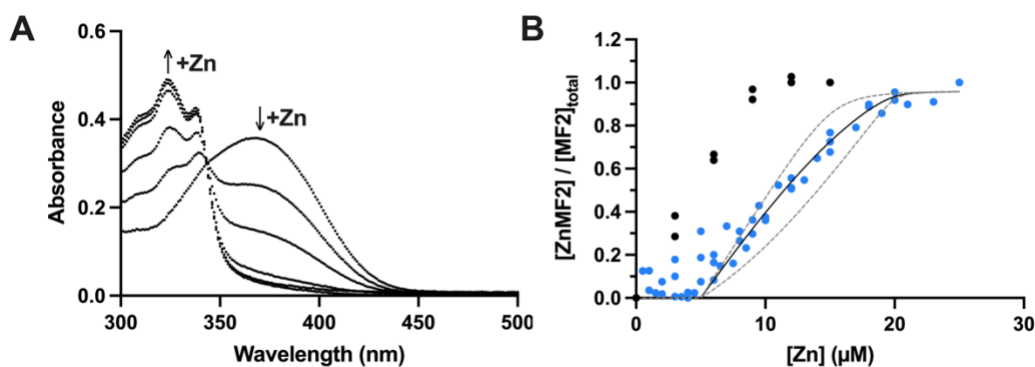 A
Absorbance
0.6
0.4
0.2
0.0
+Zn
+Zn
300
350
400
450
500
Wavelength (nm)
B
[ZnMF2] / [MF2]total
1.2
1.0
0.8
0.6
0.4
0.2
0.0
0
10
20
30
[Zn] (µM)